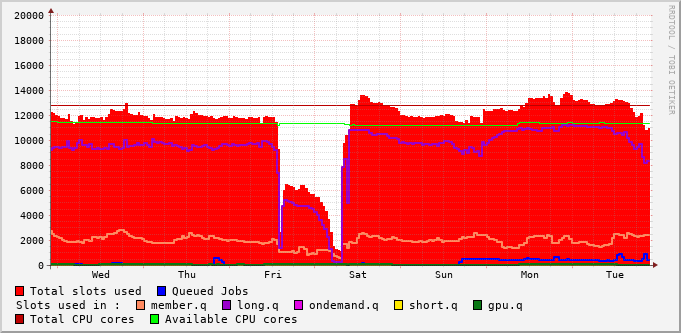 RRDTOOL / TOBI OETIKER
20000
18000
16000
14000
12000
10000
8000
6000
4000
2000
0
Wed Thu Fri Sat Sun Mon Tue
Total slots used Queued Jobs
Slots used in : member.q long.q ondemand.q short.q gpu.q
Total CPU cores Available CPU cores